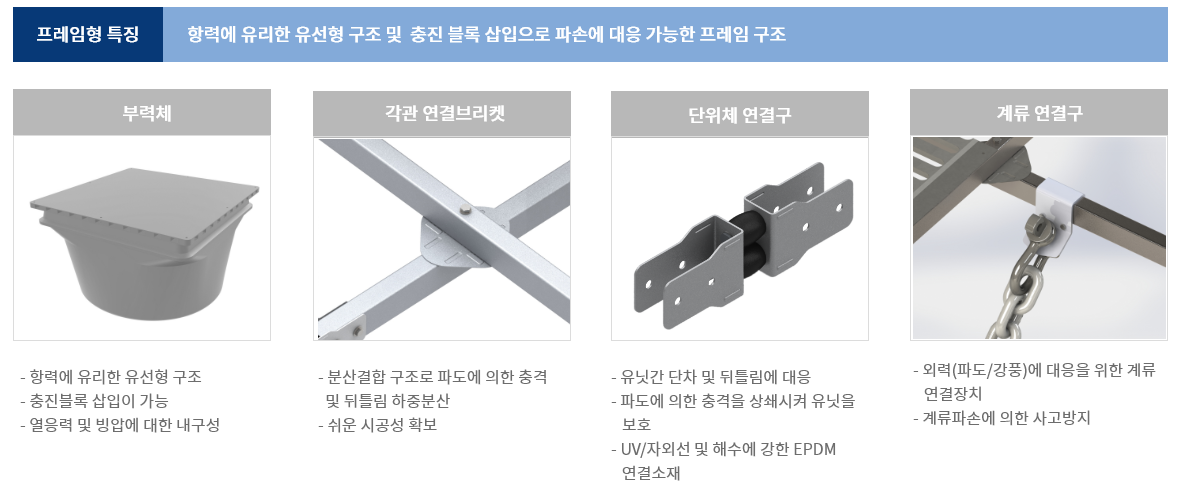 프레임형 특징
항력에 유리한 유선형 구조 및 충진 블록 삽입으로 파손에 대응 가능한 프레임 구조
부력체
- 항력에 유리한 유선형 구조
- 충진블록 삽입이 가능
- 열응력 및 빙압에 대한 내구성
각관 연결브리켓
- 분산결합 구조로 파도에 의한 충격
및 뒤틀림 하중분산
- 쉬운 시공성 확보
단위체 연결구
- 유닛간 단차 및 뒤틀림에 대응
- 파도에 의한 충격을 상쇄시켜 유닛을
보호
- UV/자외선 및 해수에 강한 EPDM
연결소재
계류 연결구
- 외력(파도/강풍)에 대응을 위한 계류
연결장치
- 계류파손에 의한 사고방지